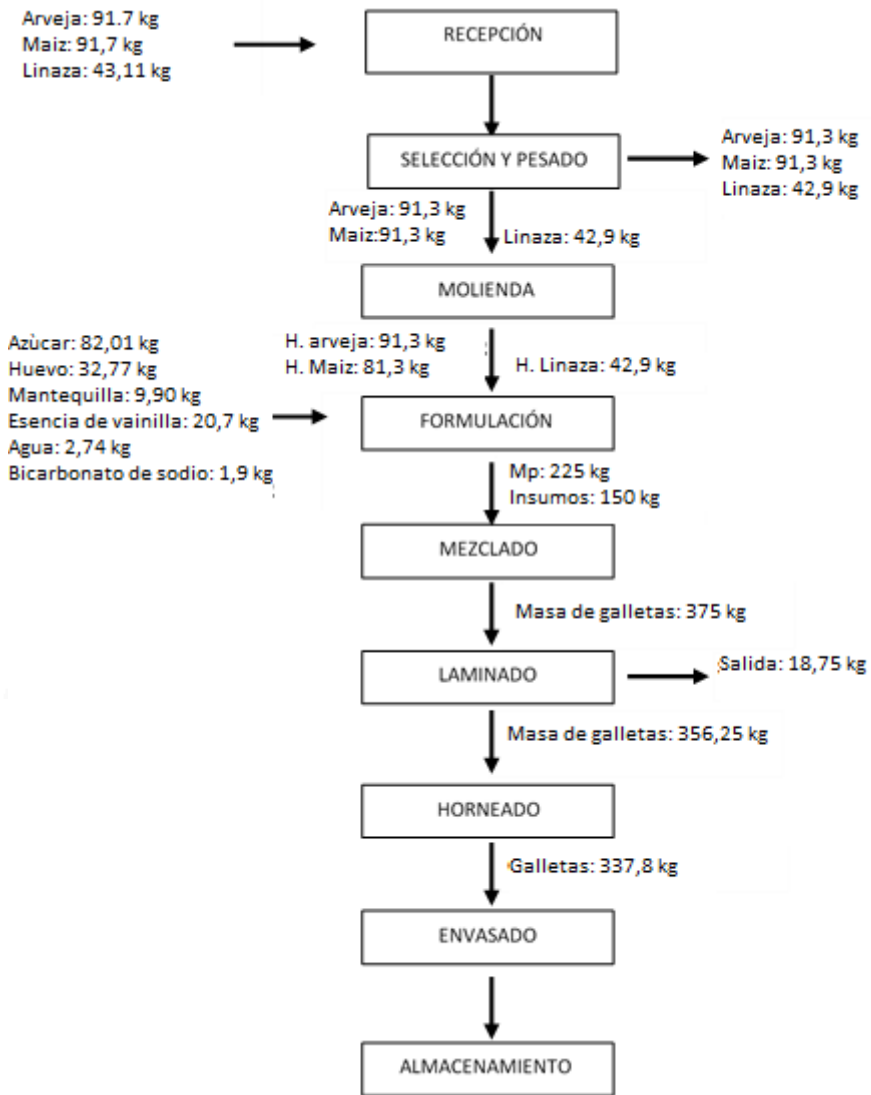 Arveja: 91.7 kg
Maiz: 91,7 kg
Linaza: 43,11 kg
RECEPCIÓN
SELECCIÓN Y PESADO
Arveja: 91,3 kg
Maiz: 91,3 kg
Linaza: 42,9 kg
Arveja: 91,3 kg
Maiz:91,3 kg
Linaza: 42,9 kg
MOLIENDA
H. arveja: 91,3 kg
H. Maiz: 81,3 kg
H. Linaza: 42,9 kg
Azùcar: 82,01 kg
Huevo: 32,77 kg
Mantequilla: 9,90 kg
Esencia de vainilla: 20,7 kg
Agua: 2,74 kg
Bicarbonato de sodio: 1,9 kg
FORMULACIÓN
Mp: 225 kg
Insumos: 150 kg
MEZCLADO
Masa de galletas: 375 kg
LAMINADO
Salida: 18,75 kg
Masa de galletas: 356,25 kg
HORNEADO
Galletas: 337,8 kg
ENVASADO
ALMACENAMIENTO